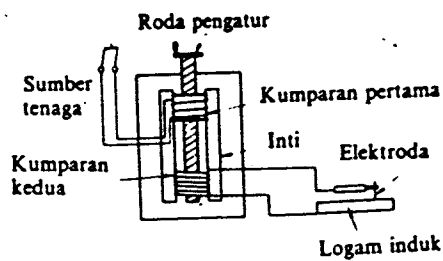 Roda pengatur
Sumber
tenaga
Kumparan pertama
Inti
Elektroda
Kumparan
kedua
Logam induk